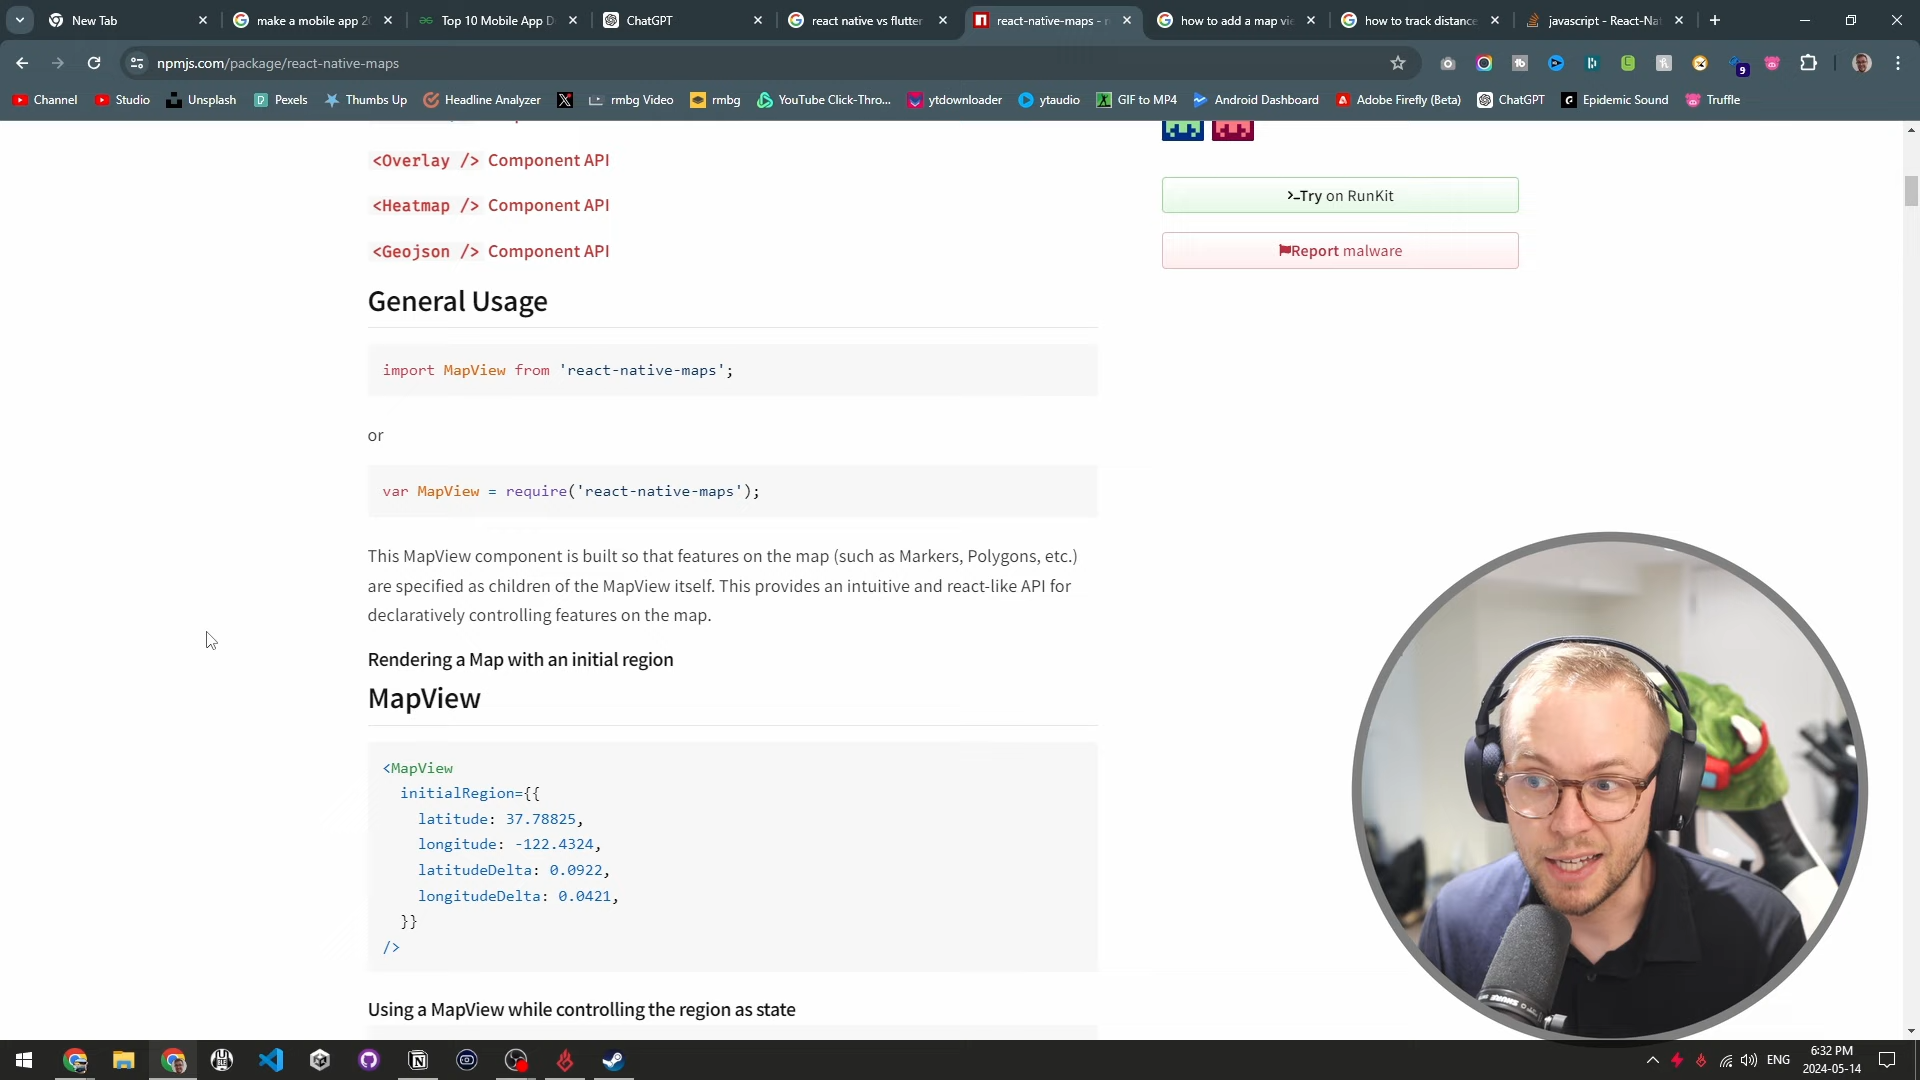 New Tab
make a mobile app 20
Top 10 Mobile App D
ChatGPT
react native vs flutter
react-native-maps - n
how to add a map vie
how to track distance
javascript - React-Nat
npmjs.com/package/react-native-maps
9
Channel
Studio
Unsplash
Pexels
Thumbs Up
Headline Analyzer
rmbg Video
rmbg
YouTube Click-Thro...
ytdownloader
ytaudio
GIF to MP4
Android Dashboard
Adobe Firefly (Beta)
ChatGPT
Epidemic Sound
Truffle
<Overlay /> Component API
<Heatmap /> Component API
<Geojson /> Component API
Try on RunKit
Report malware
General Usage
import MapView from 'react-native-maps';
or
var MapView = require('react-native-maps');
This MapView component is built so that features on the map (such as Markers, Polygons, etc.)
are specified as children of the MapView itself. This provides an intuitive and react-like API for
declaratively controlling features on the map.
Rendering a Map with an initial region
MapView
<MapView
initialRegion={{
latitude: 37.78825,
longitude: -122.4324,
latitudeDelta: 0.0922,
longitudeDelta: 0.0421,
}}
/>
Using a MapView while controlling the region as state
ENG
6:32 PM
2024-05-14